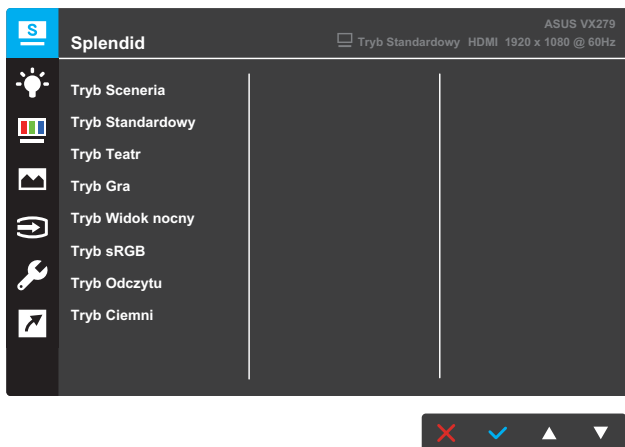 S
ASUS VX279
Splendid
Tryb Standardowy HDMI 1920 x 1080 @ 60Hz
Tryb Sceneria
Tryb Standardowy
Tryb Teatr
Tryb Gra
Tryb Widok nocny
Tryb sRGB
Tryb Odczytu
Tryb Ciemni